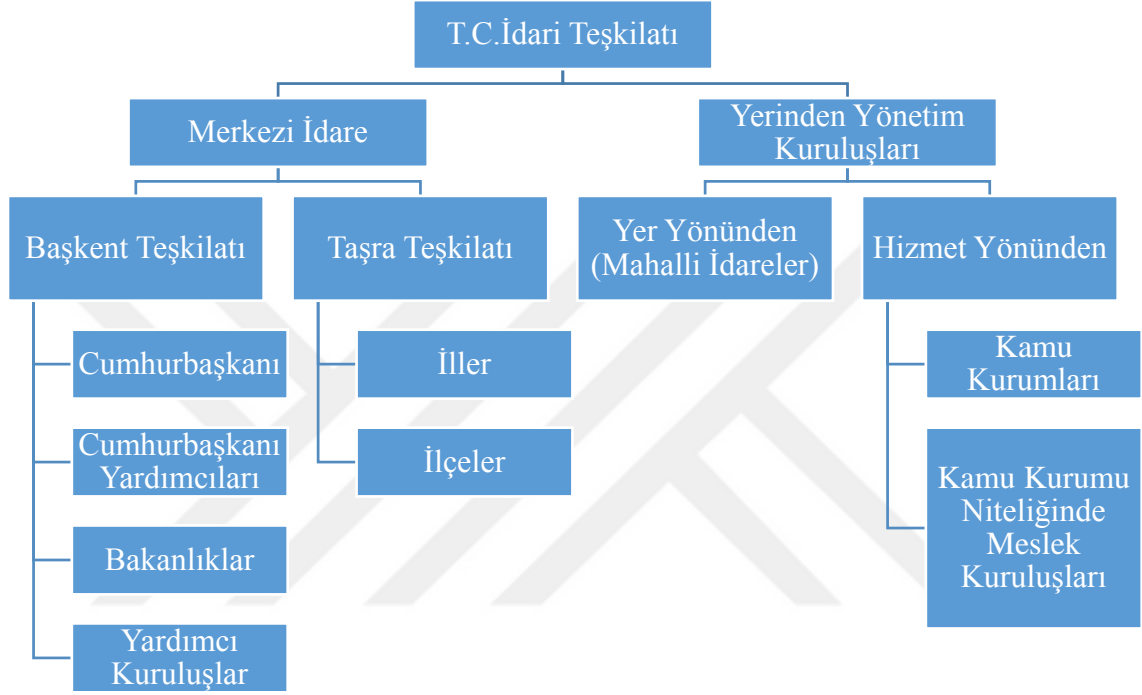 T.C.İdari Teşkilatı
Merkezi İdare
Yerinden Yönetim
Kuruluşları
Başkent Teşkilatı
Taşra Teşkilatı
Yer Yönünden
(Mahalli İdareler)
Hizmet Yönünden
Cumhurbaşkanı
Cumhurbaşkanı
Yardımcıları
Bakanlıklar
Yardımcı
Kuruluşlar
İller
İlçeler
Kamu
Kurumları
Kamu Kurumu
Niteliğinde
Meslek
Kuruluşları